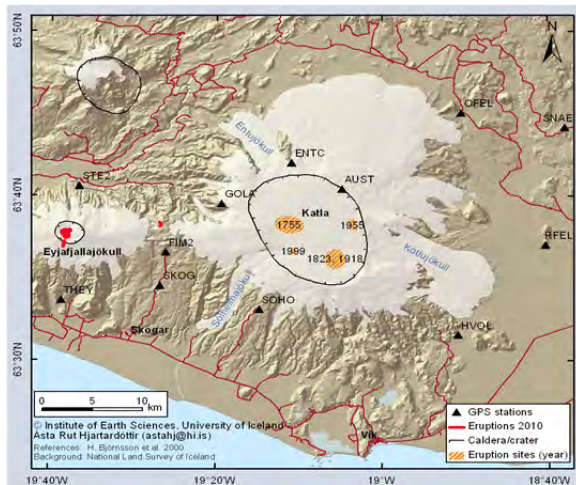 63°50'N
N
OFEL
SNAE
Entujökull
ENTC
STE2
63°40'N
GOLA
AUST
Katla
1755
1955
RFEL
Eyjafjallajökull
FIM2
1999
1823
1918
Kötlujökull
THEY
SKOG
Sólheimajökull
SOHO
Skogar
HVOL
63°30'N
0 5 10
km
© Institute of Earth Sciences, University of Iceland
Asta Rut Hjartardóttir (astahj@hi.is)
References: H. Björnsson et al. 2000.
Background: National Land Survey of Iceland
Vik
GPS stations
Eruptions 2010
Caldera/crater
Eruption sites (year)
19°40'W
19°20'W
19°W
18°40'W